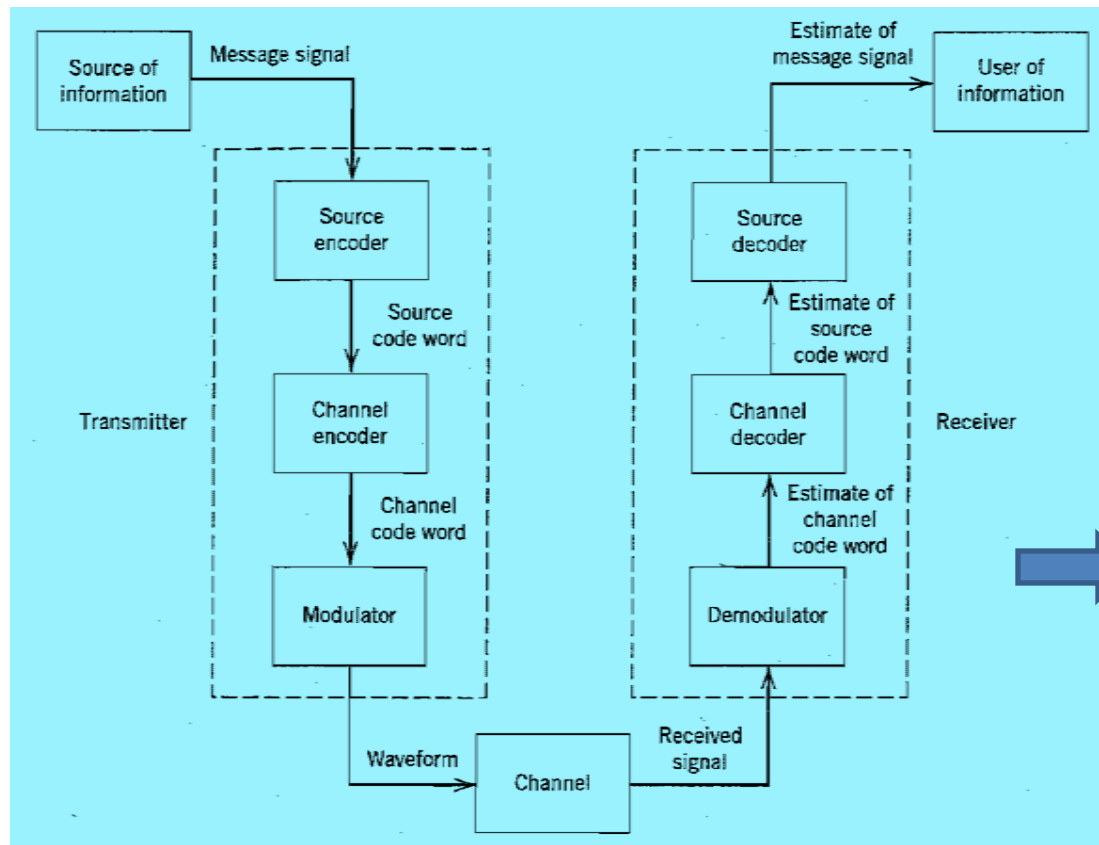 Source of
information
Message signal
Estimate of
message signal
User of
information
Source
encoder
Source
decoder
Source
code word
Estimate of
source
code word
Transmitter
Channel
encoder
Channel
decoder
Receiver
Channel
code word
Estimate of
channel
code word
Modulator
Demodulator
Waveform
Channel
Received
signal